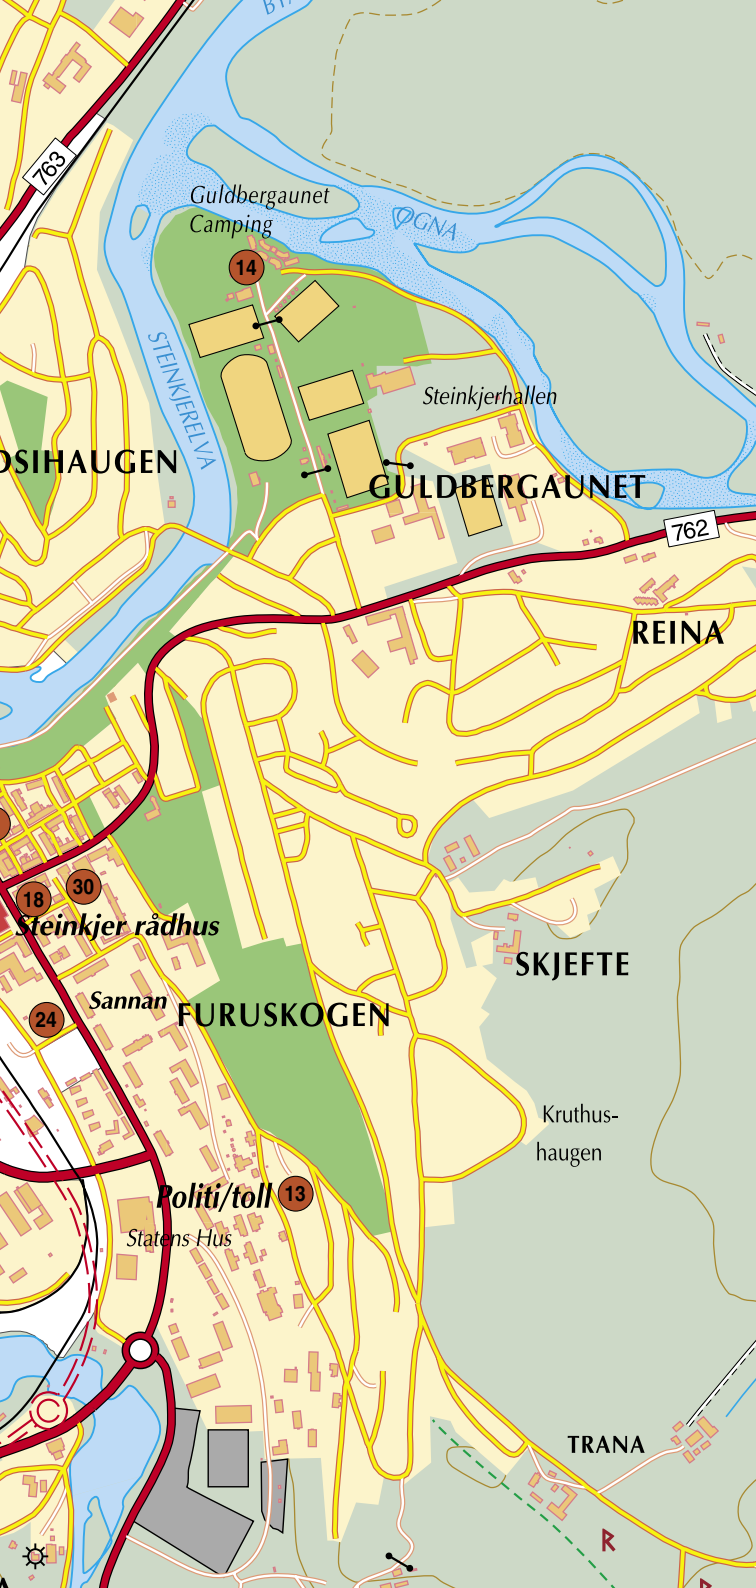 763
Guldbergaunet
Camping
OGNA
14
STEINKJERELVA
Steinkjerhallen
OSIHAUGEN
GULDBERGAUNET
762
REINA
30
18
Steinkjer rådhus
SKJEFTE
Sannan
24
FURUSKOGEN
Kruthus-
haugen
Politi/toll
13
Statens Hus
TRANA
R